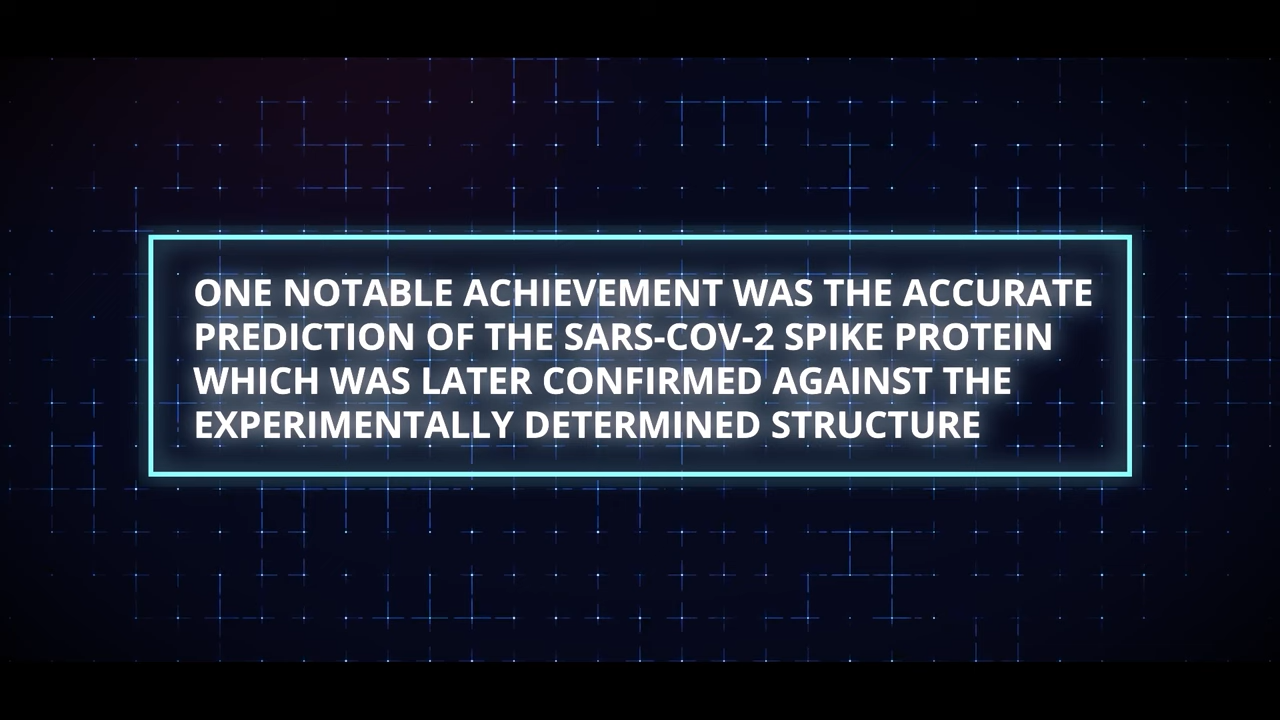 ONE NOTABLE ACHIEVEMENT WAS THE ACCURATE
PREDICTION OF THE SARS-COV-2 SPIKE PROTEIN
WHICH WAS LATER CONFIRMED AGAINST THE
EXPERIMENTALLY DETERMINED STRUCTURE